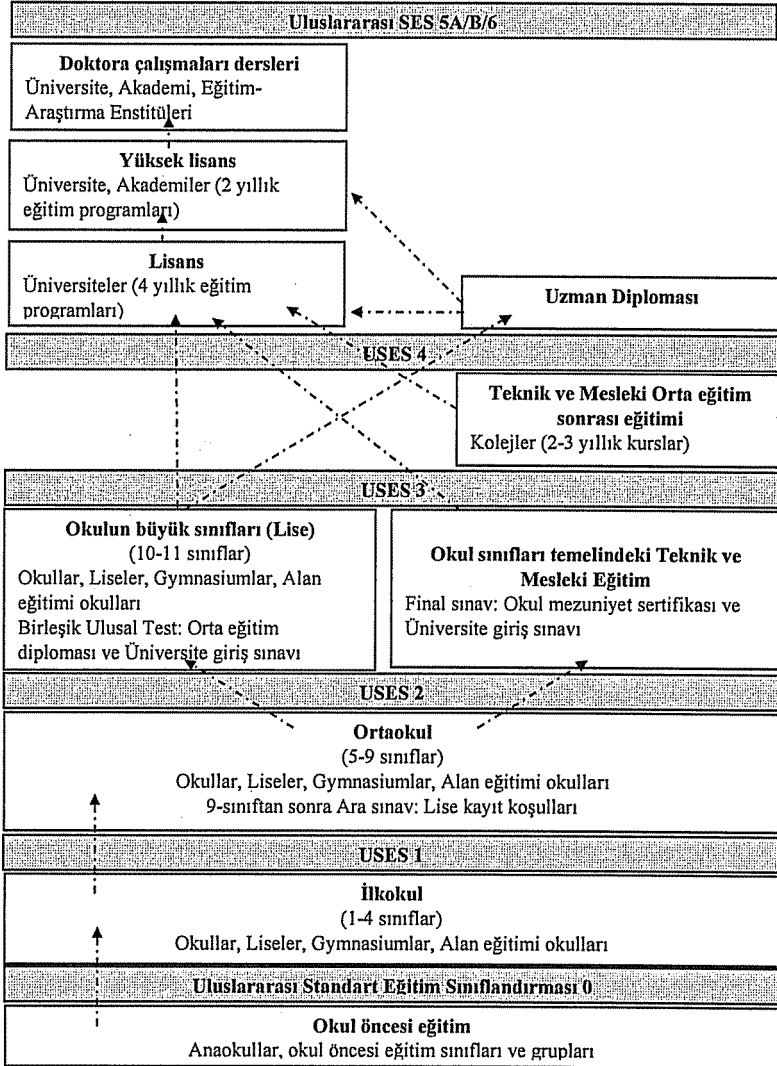 Uluslararası SES 5A/B/6
Doktora çalışmaları dersleri
Üniversite, Akademi, Eğitim-
Araştırma Enstitüleri
Yüksek lisans
Üniversite, Akademiler (2 yıllık
eğitim programları)
Lisans
Üniversiteler (4 yıllık eğitim
programları)
Uzman Diploması
USES 4
Teknik ve Mesleki Orta eğitim
sonrası eğitimi
Kolejler (2-3 yıllık kurslar)
USES 3
Okulun büyük sınıfları (Lise)
(10-11 sınıflar)
Okullar, Liseler, Gymnasiumlar, Alan
eğitimi okulları
Birleşik Ulusal Test: Orta eğitim
diploması ve Üniversite giriş sınavı
Okul sınıfları temelindeki Teknik ve
Mesleki Eğitim
Final sınav: Okul mezuniyet sertifikası ve
Üniversite giriş sınavı
USES 2
Ortaokul
(5-9 sınıflar)
Okullar, Liseler, Gymnasiumlar, Alan eğitimi okulları
9-sınıftan sonra Ara sınav: Lise kayıt koşulları
USES 1
İlkokul
(1-4 sınıflar)
Okullar, Liseler, Gymnasiumlar, Alan eğitimi okulları
Uluslararası Standart Eğitim Sınıflandırması 0
Okul öncesi eğitim
Anaokullar, okul öncesi eğitim sınıfları ve grupları